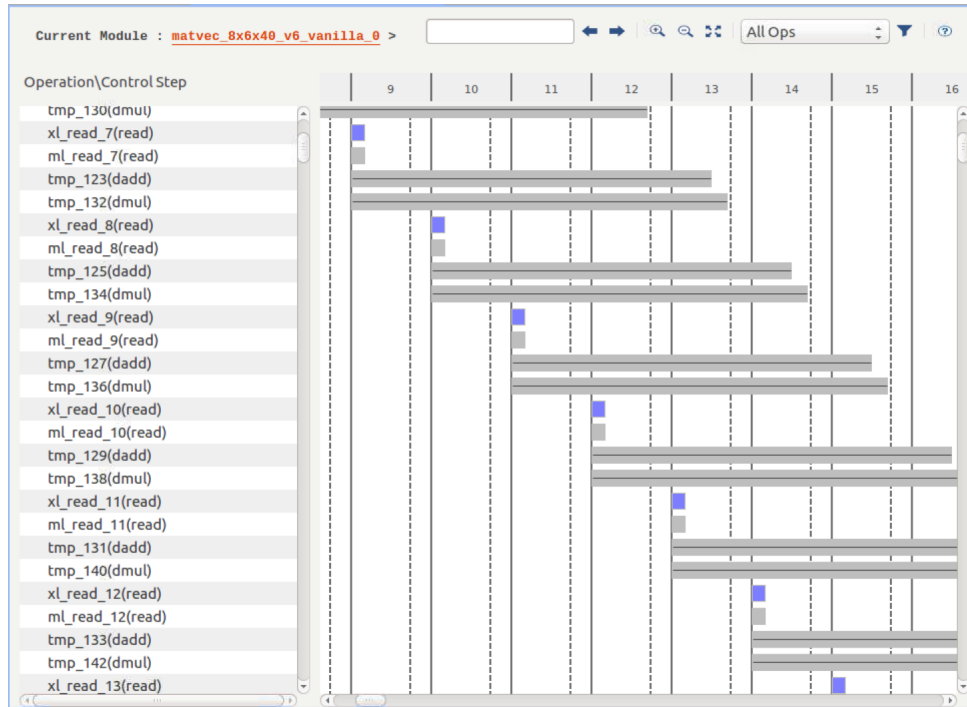 Current Module : matvec_8x6x40_v6_vanilla_0 >
All Ops
Operation\Control Step
9 10 11 12 13 14 15 16
tmp_130(dmul)
xl_read_7(read)
ml_read_7(read)
tmp_123(dadd)
tmp_132(dmul)
xl_read_8(read)
ml_read_8(read)
tmp_125(dadd)
tmp_134(dmul)
xl_read_9(read)
ml_read_9(read)
tmp_127(dadd)
tmp_136(dmul)
xl_read_10(read)
ml_read_10(read)
tmp_129(dadd)
tmp_138(dmul)
xl_read_11(read)
ml_read_11(read)
tmp_131(dadd)
tmp_140(dmul)
xl_read_12(read)
ml_read_12(read)
tmp_133(dadd)
tmp_142(dmul)
xl_read_13(read)